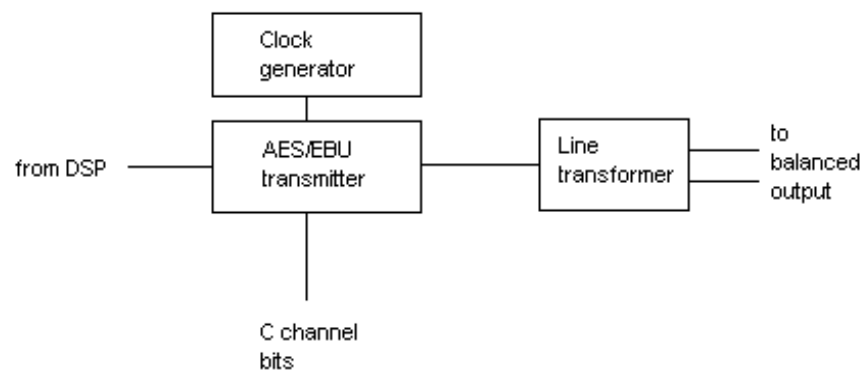 Clock
generator
from DSP
AES/EBU
transmitter
Line
transformer
to
balanced
output
C channel
bits